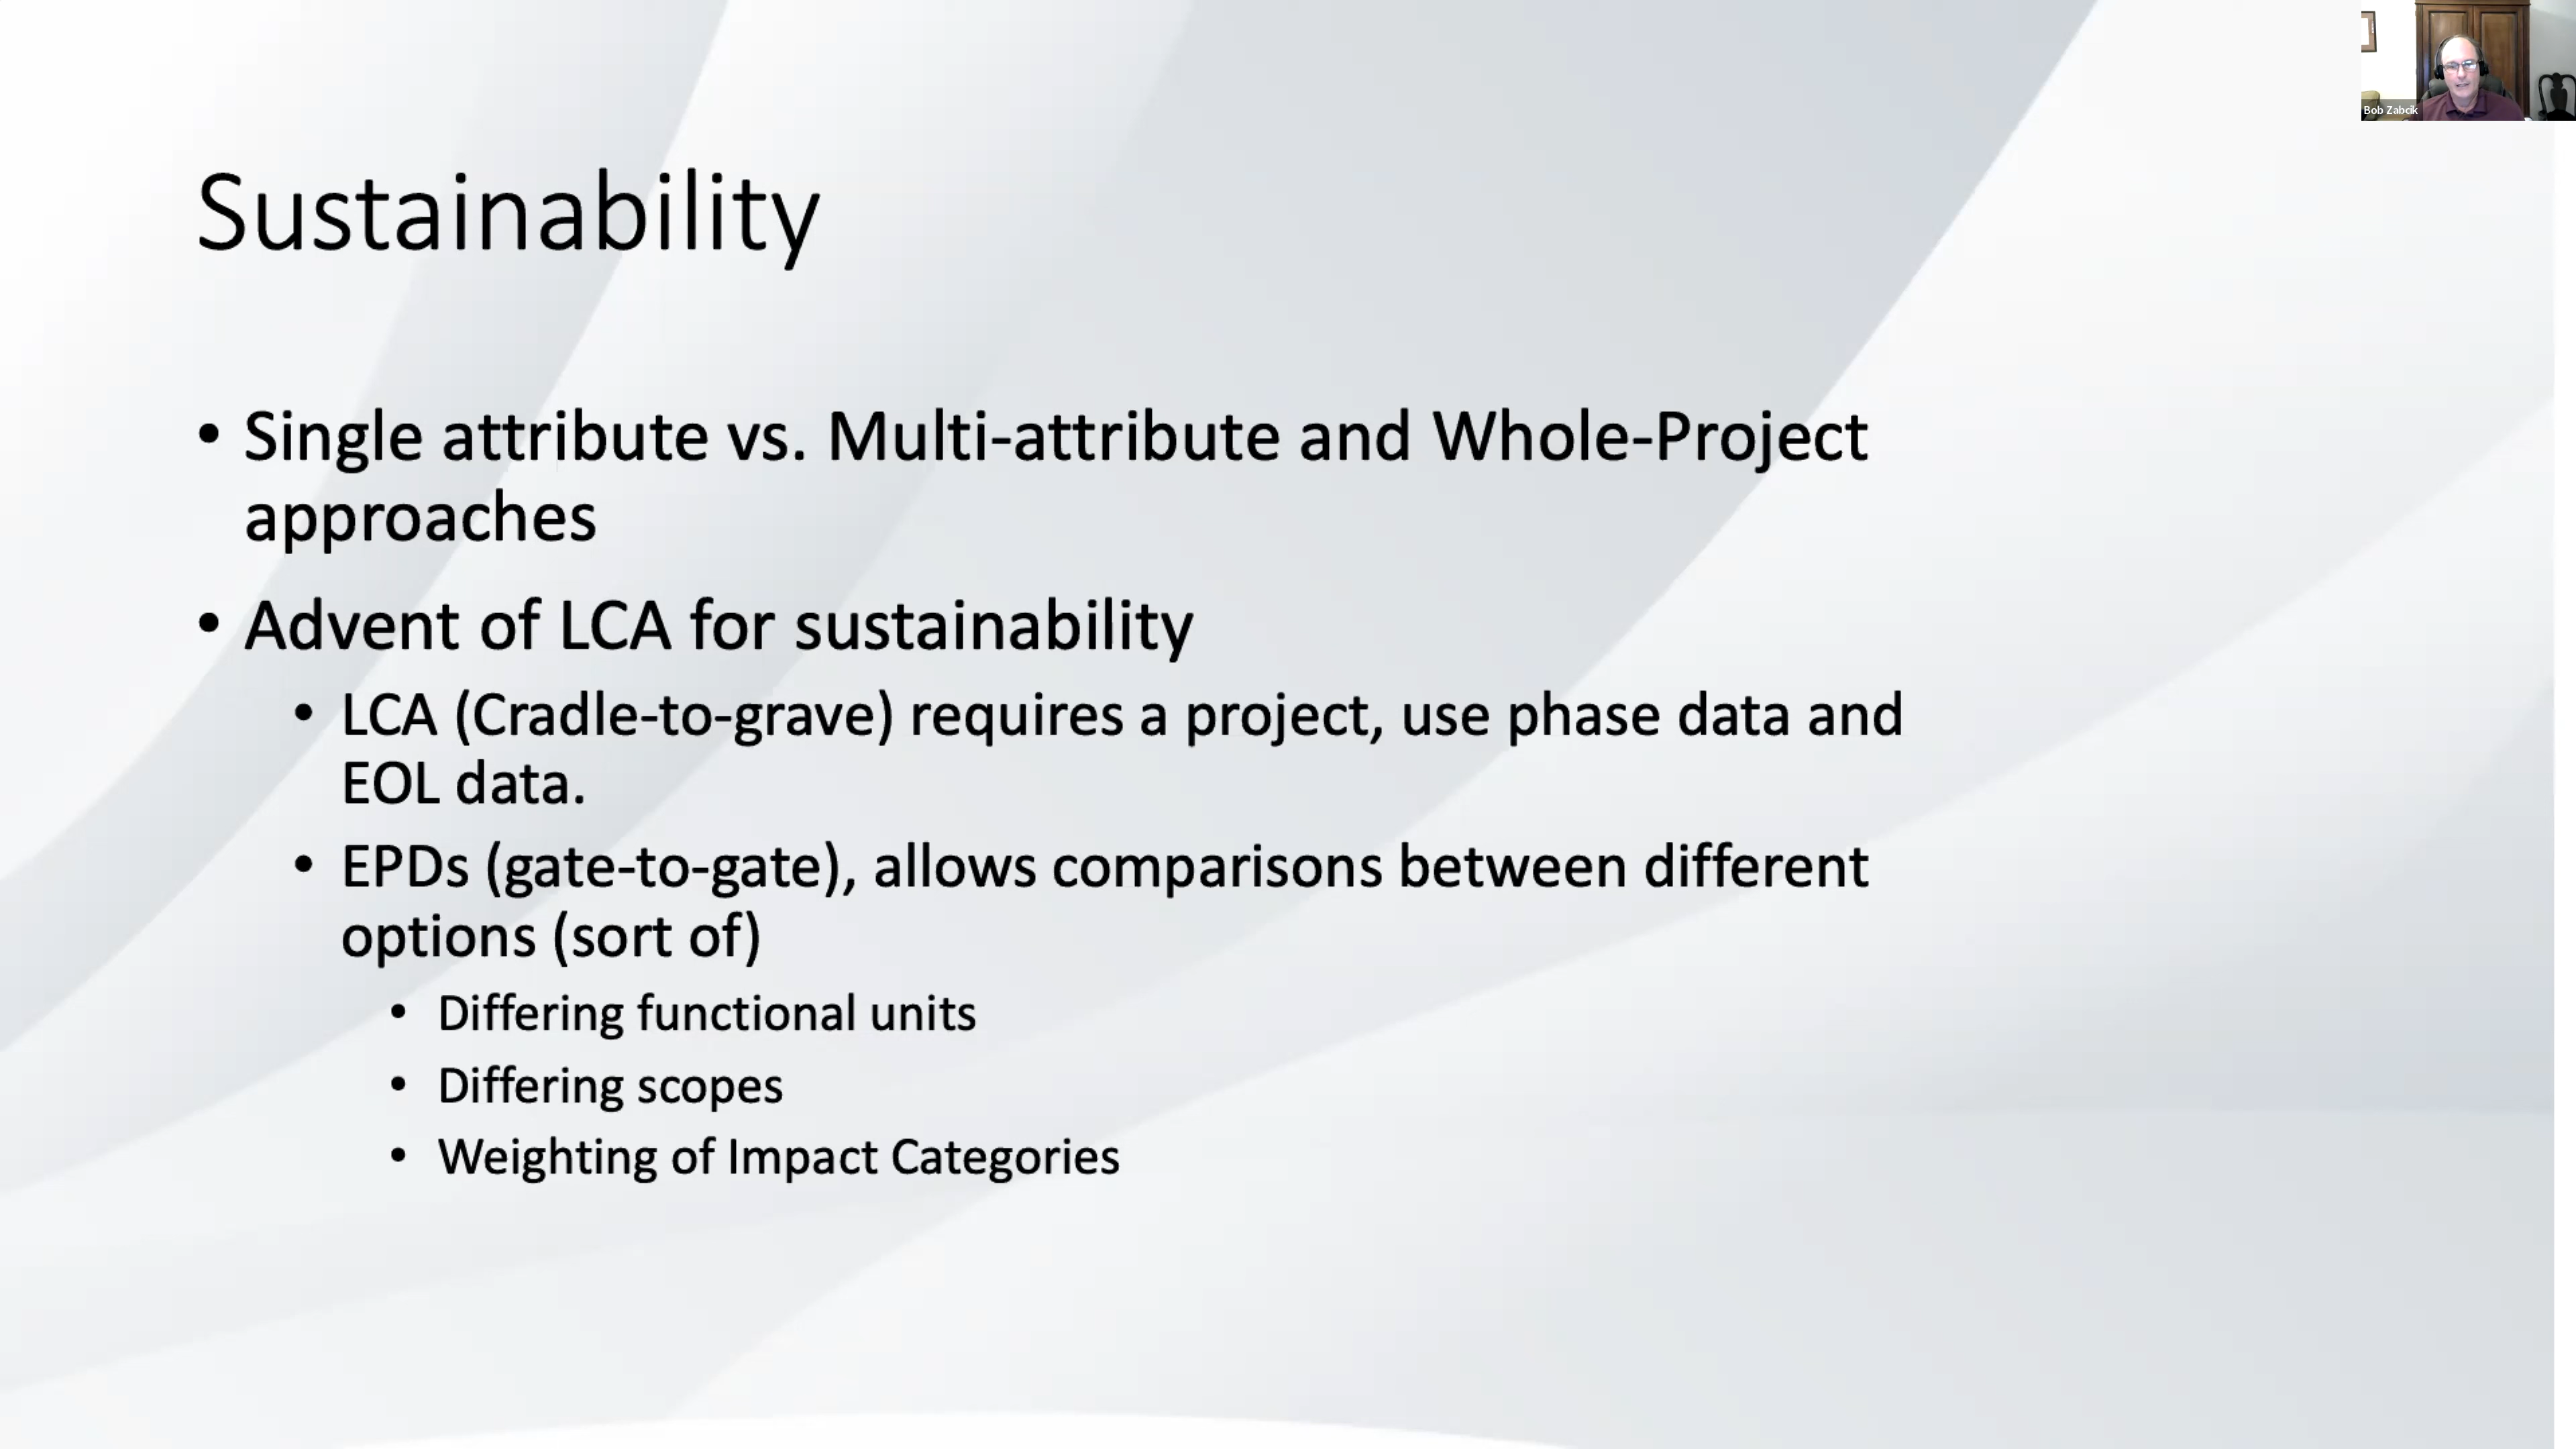 Bob Zabcik
Sustainability
• Single attribute vs. Multi-attribute and Whole-Project
approaches
• Advent of LCA for sustainability
• LCA (Cradle-to-grave) requires a project, use phase data and
EOL data.
• EPDs (gate-to-gate), allows comparisons between different
options (sort of)
• Differing functional units
• Differing scopes
• Weighting of Impact Categories